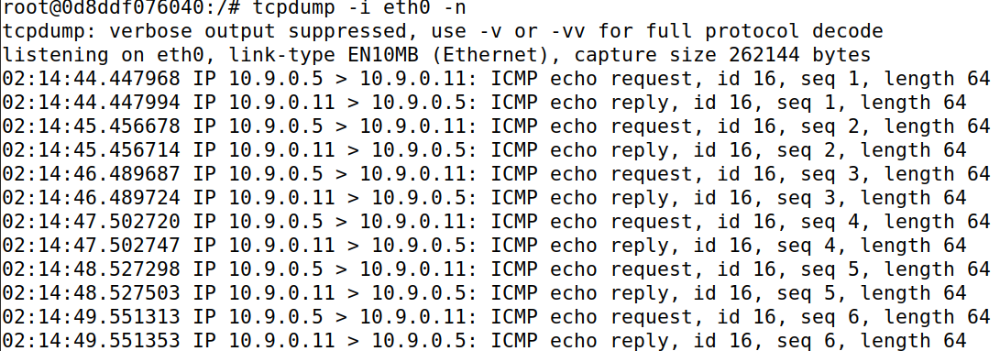 root@0d8ddf076040:/# tcpdump -i eth0 -n
tcpdump: verbose output suppressed, use -v or -vv for full protocol decode
listening on eth0, link-type EN10MB (Ethernet), capture size 262144 bytes
02:14:44.447968 IP 10.9.0.5 > 10.9.0.11: ICMP echo request, id 16, seq 1, length 64
02:14:44.447994 IP 10.9.0.11 > 10.9.0.5: ICMP echo reply, id 16, seq 1, length 64
02:14:45.456678 IP 10.9.0.5 > 10.9.0.11: ICMP echo request, id 16, seq 2, length 64
02:14:45.456714 IP 10.9.0.11 > 10.9.0.5: ICMP echo reply, id 16, seq 2, length 64
02:14:46.489687 IP 10.9.0.5 > 10.9.0.11: ICMP echo request, id 16, seq 3, length 64
02:14:46.489724 IP 10.9.0.11 > 10.9.0.5: ICMP echo reply, id 16, seq 3, length 64
02:14:47.502720 IP 10.9.0.5 > 10.9.0.11: ICMP echo request, id 16, seq 4, length 64
02:14:47.502747 IP 10.9.0.11 > 10.9.0.5: ICMP echo reply, id 16, seq 4, length 64
02:14:48.527298 IP 10.9.0.5 > 10.9.0.11: ICMP echo request, id 16, seq 5, length 64
02:14:48.527503 IP 10.9.0.11 > 10.9.0.5: ICMP echo reply, id 16, seq 5, length 64
02:14:49.551313 IP 10.9.0.5 > 10.9.0.11: ICMP echo request, id 16, seq 6, length 64
02:14:49.551353 IP 10.9.0.11 > 10.9.0.5: ICMP echo reply, id 16, seq 6, length 64